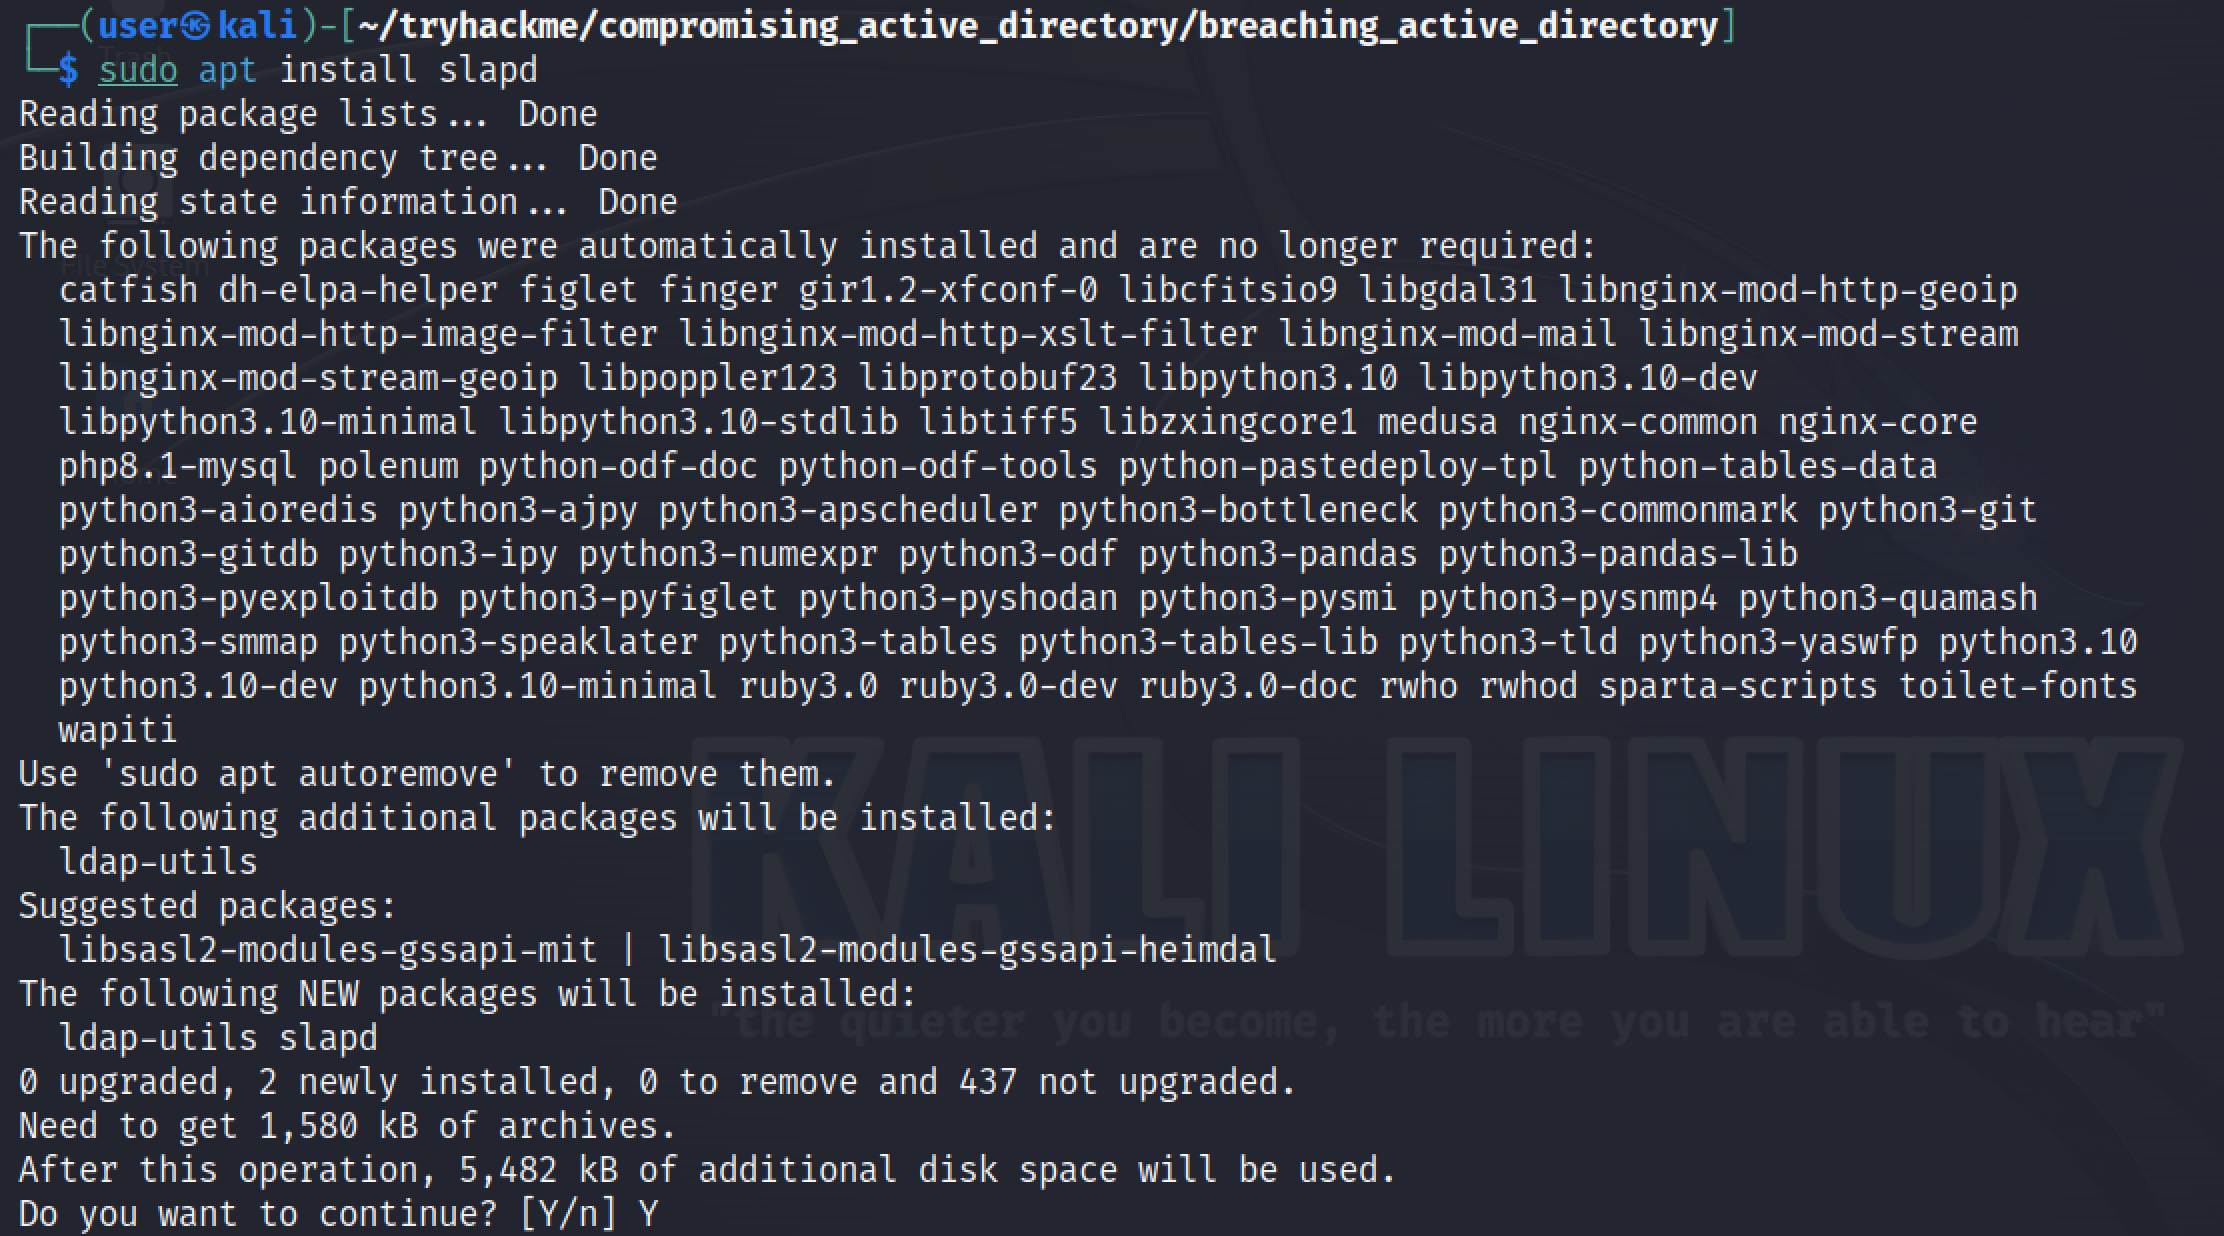 ┌──(user㉿kali)-[~/tryhackme/compromising_active_directory/breaching_active_directory]
└─$ sudo apt install slapd
Reading package lists... Done
Building dependency tree... Done
Reading state information... Done
The following packages were automatically installed and are no longer required:
  catfish dh-elpa-helper figlet finger gir1.2-xfconf-0 libcfitsio9 libgdal31 libnginx-mod-http-geoip
  libnginx-mod-http-image-filter libnginx-mod-http-xslt-filter libnginx-mod-mail libnginx-mod-stream
  libnginx-mod-stream-geoip libpoppler123 libprotobuf23 libpython3.10 libpython3.10-dev
  libpython3.10-minimal libpython3.10-stdlib libtiff5 libzxingcore1 medusa nginx-common nginx-core
  php8.1-mysql polenum python-odf-doc python-odf-tools python-pastedeploy-tpl python-tables-data
  python3-aioredis python3-ajpy python3-apscheduler python3-bottleneck python3-commonmark python3-git
  python3-gitdb python3-ipy python3-numexpr python3-odf python3-pandas python3-pandas-lib
  python3-pyexploitdb python3-pyfiglet python3-pyshodan python3-pysmi python3-pysnmp4 python3-quamash
  python3-smmap python3-speaklater python3-tables python3-tables-lib python3-tld python3-yaswfp python3.10
  python3.10-dev python3.10-minimal ruby3.0 ruby3.0-dev ruby3.0-doc rwho rwhod sparta-scripts toilet-fonts
  wapiti
Use 'sudo apt autoremove' to remove them.
The following additional packages will be installed:
  ldap-utils
Suggested packages:
  libsasl2-modules-gssapi-mit | libsasl2-modules-gssapi-heimdal
The following NEW packages will be installed:
  ldap-utils slapd
0 upgraded, 2 newly installed, 0 to remove and 437 not upgraded.
Need to get 1,580 kB of archives.
After this operation, 5,482 kB of additional disk space will be used.
Do you want to continue? [Y/n] Y
Trash
File System
KALI LINUX
"the quieter you become, the more you are able to hear"